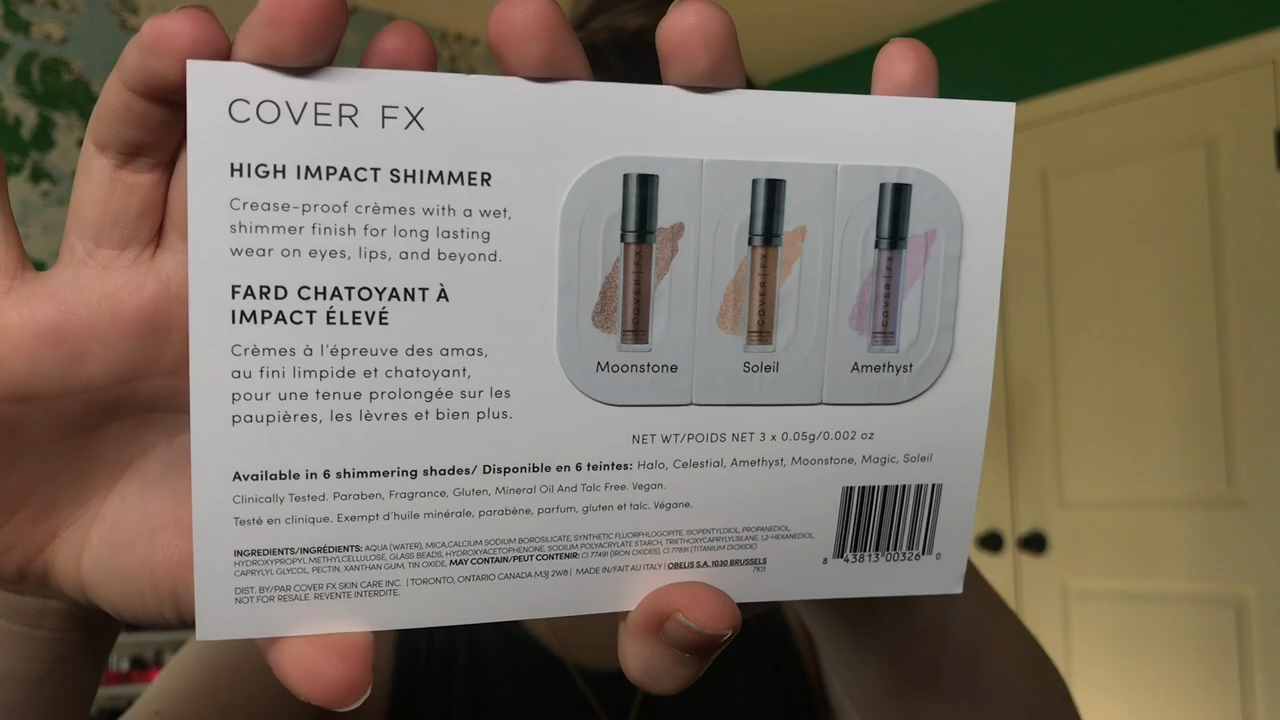 COVER FX
HIGH IMPACT SHIMMER
Crease-proof crèmes with a wet,
shimmer finish for long lasting
wear on eyes, lips, and beyond.
FARD CHATOYANT À
IMPACT ÉLEVÉ
Crèmes à l'épreuve des amas,
au fini limpide et chatoyant,
pour une tenue prolongée sur les
paupières, les lèvres et bien plus.
COVER | FX
COVER | FX
COVER | FX
Moonstone
Soleil
Amethyst
NET WT/POIDS NET 3 x 0.05g/0.002 oz
Available in 6 shimmering shades/ Disponible en 6 teintes: Halo, Celestial, Amethyst, Moonstone, Magic, Soleil
Clinically Tested. Paraben, Fragrance, Gluten, Mineral Oil And Talc Free. Vegan.
Testé en clinique. Exempt d'huile minérale, parabène, parfum, gluten et talc. Végane.
INGREDIENTS/INGRÉDIENTS: AQUA (WATER), MICA, CALCIUM SODIUM BOROSILICATE, SYNTHETIC FLUORPHLOGOPITE, ISOPENTYLDIOL, PROPANEDIOL,
HYDROXYPROPYL METHYLCELLULOSE, GLASS BEADS, HYDROXYACETOPHENONE, SODIUM POLYACRYLATE STARCH, TRIETHOXYCAPRYLYLSILANE, 1,2-HEXANEDIOL,
CAPRYLYL GLYCOL, PECTIN, XANTHAN GUM, TIN OXIDE, MAY CONTAIN/PEUT CONTENIR: CI 77491 (IRON OXIDES), CI 77891 (TITANIUM DIOXIDE)
DIST. BY/PAR COVER FX SKIN CARE INC. | TORONTO, ONTARIO CANADA M3J 2W8 | MADE IN/FAIT AU ITALY | OBELIS S.A. 1030 BRUSSELS
NOT FOR RESALE. REVENTE INTERDITE.
7K11
8 43813 00326 0